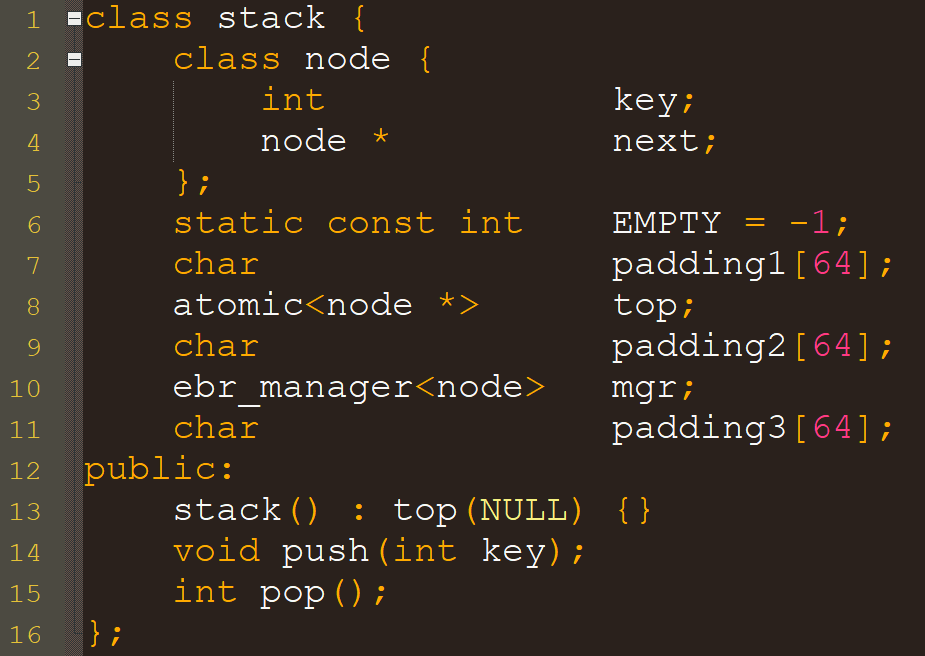 1 class stack {
2     class node {
3         int             key;
4         node *          next;
5     };
6     static const int    EMPTY = -1;
7     char                padding1[64];
8     atomic<node *>      top;
9     char                padding2[64];
10     ebr_manager<node>   mgr;
11     char                padding3[64];
12 public:
13     stack() : top(NULL) {}
14     void push(int key);
15     int pop();
16 };